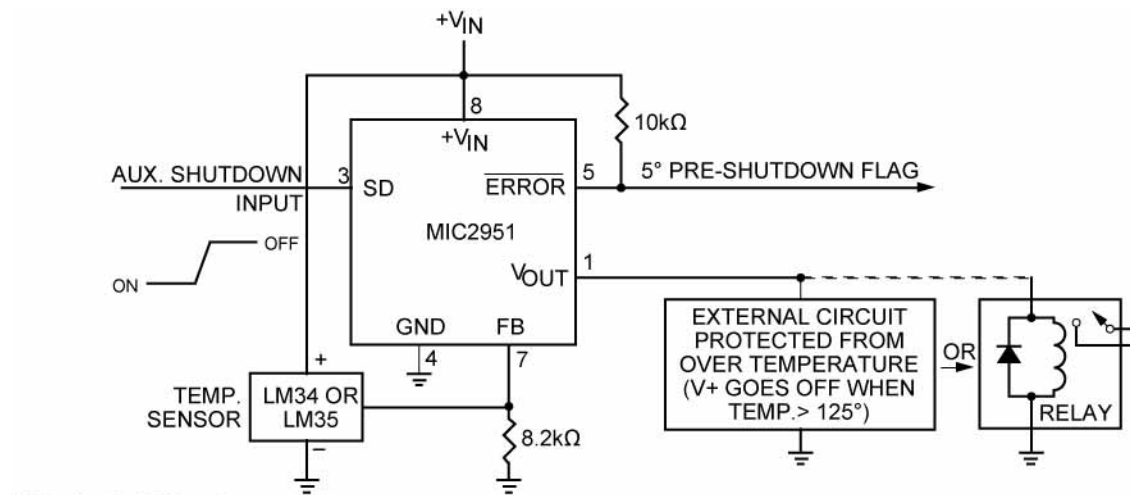 +VIN
8
+VIN
10kΩ
AUX. SHUTDOWN
INPUT
3
SD
ERROR
5
5° PRE-SHUTDOWN FLAG
MIC2951
OFF
ON
VOUT
1
GND
FB
4
7
EXTERNAL CIRCUIT
PROTECTED FROM
OVER TEMPERATURE
(V+ GOES OFF WHEN
TEMP.> 125°)
OR
RELAY
+
TEMP.
SENSOR
LM34 OR
LM35
–
8.2kΩ